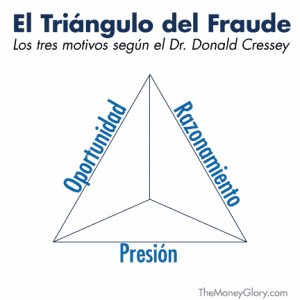 El Triángulo del Fraude
Los tres motivos según el Dr. Donald Cressey
Oportunidad
Razonamiento
Presión
TheMoneyGlory.com